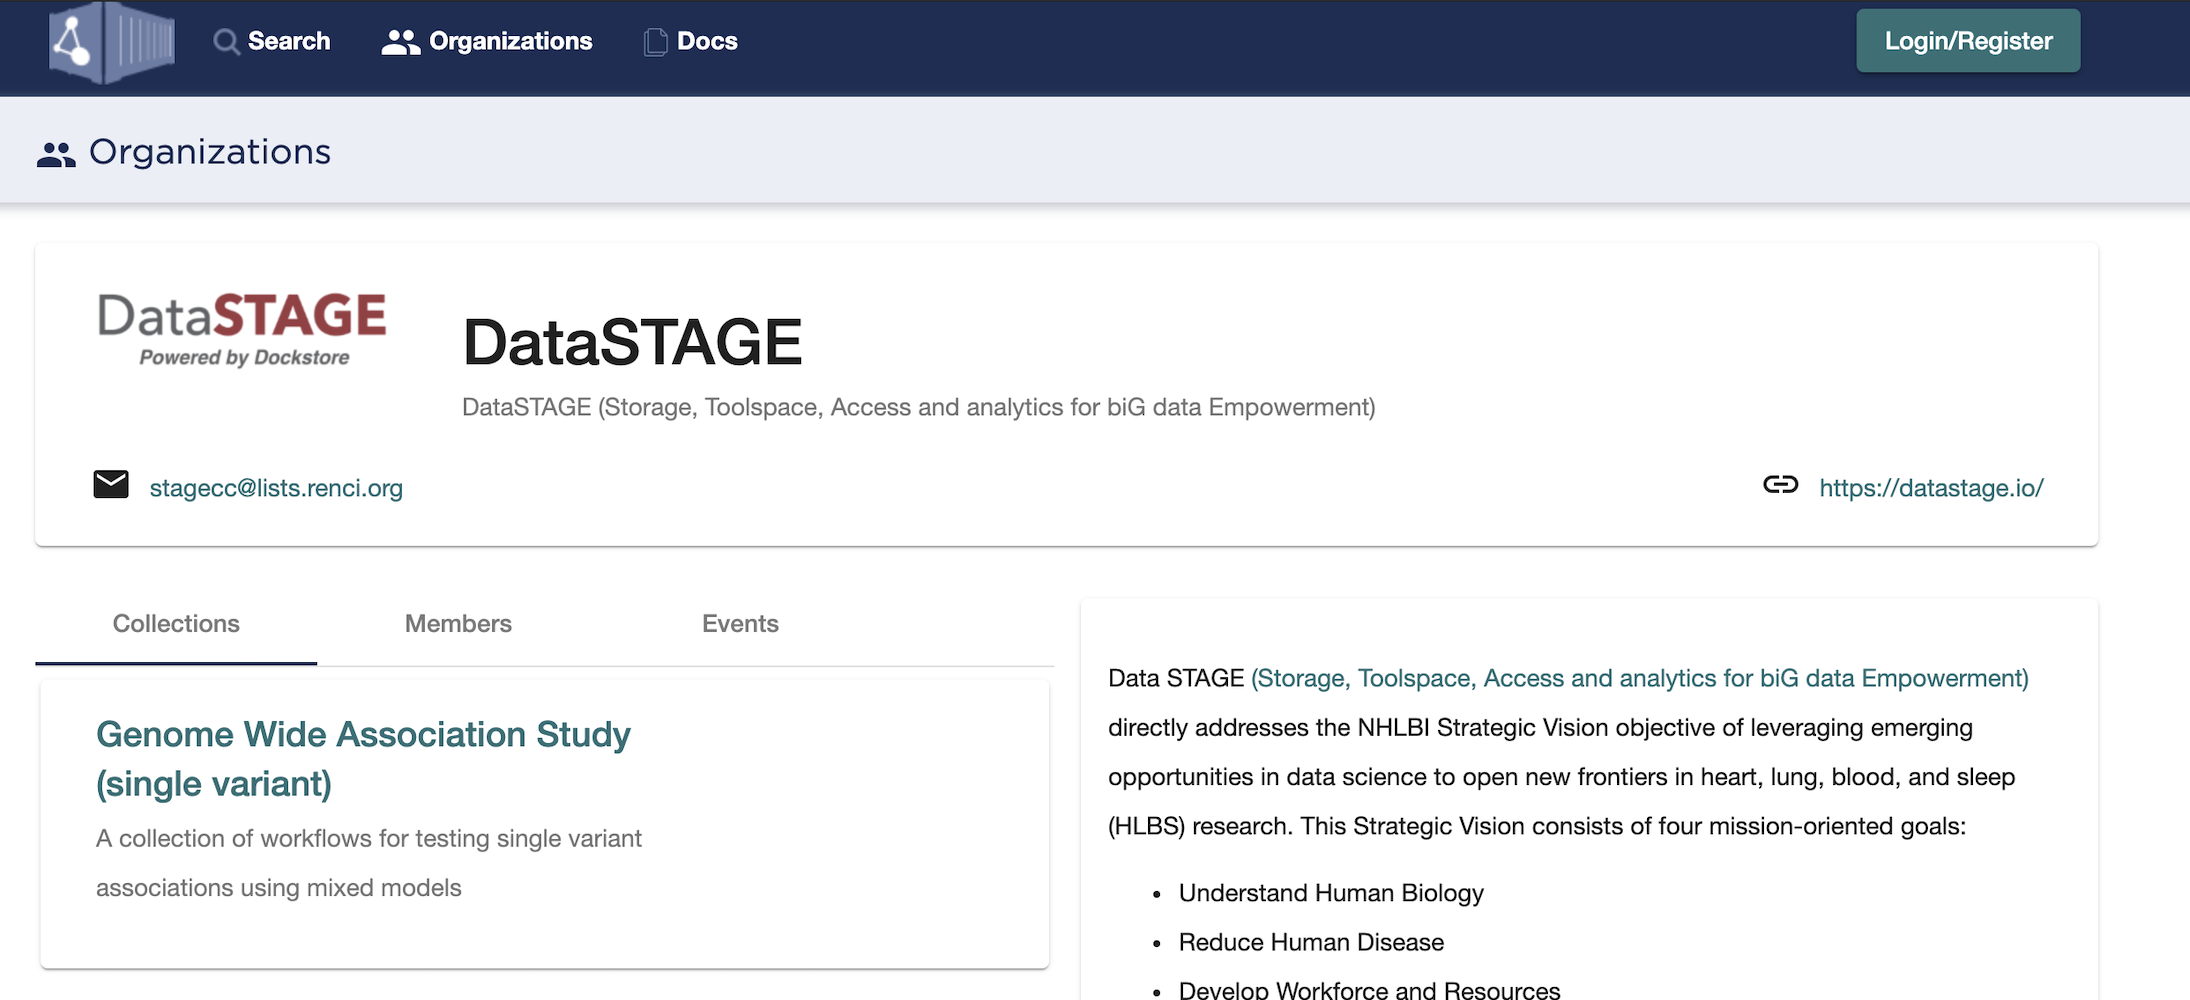 Search
Organizations
Docs
Login/Register
Organizations
DataSTAGE
Powered by Dockstore
DataSTAGE
DataSTAGE (Storage, Toolspace, Access and analytics for biG data Empowerment)
stagecc@lists.renci.org
https://datastage.io/
Collections
Members
Events
Genome Wide Association Study
(single variant)
A collection of workflows for testing single variant
associations using mixed models
Data STAGE (Storage, Toolspace, Access and analytics for biG data Empowerment)
directly addresses the NHLBI Strategic Vision objective of leveraging emerging
opportunities in data science to open new frontiers in heart, lung, blood, and sleep
(HLBS) research. This Strategic Vision consists of four mission-oriented goals:
• Understand Human Biology
• Reduce Human Disease
• Develop Workforce and Resources